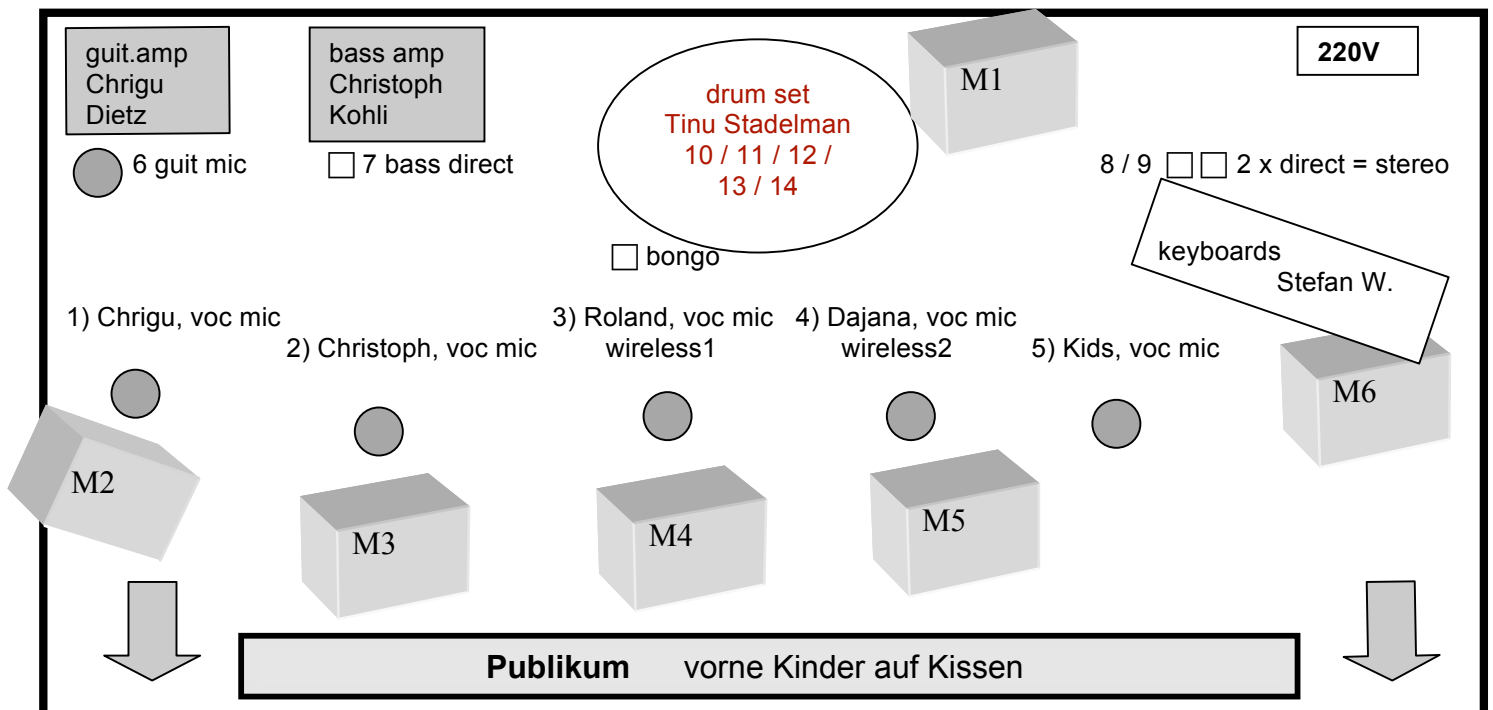 guit.amp
Chrigu
Dietz
bass amp
Christoph
Kohli
drum set
Tinu Stadelman
10 / 11 / 12 /
13 / 14
M1
220V
6 guit mic
7 bass direct
8 / 9
2 x direct = stereo
bongo
keyboards
Stefan W.
1) Chrigu, voc mic
2) Christoph, voc mic
3) Roland, voc mic
wireless1
4) Dajana, voc mic
wireless2
5) Kids, voc mic
M6
M2
M3
M4
M5
Publikum vorne Kinder auf Kissen